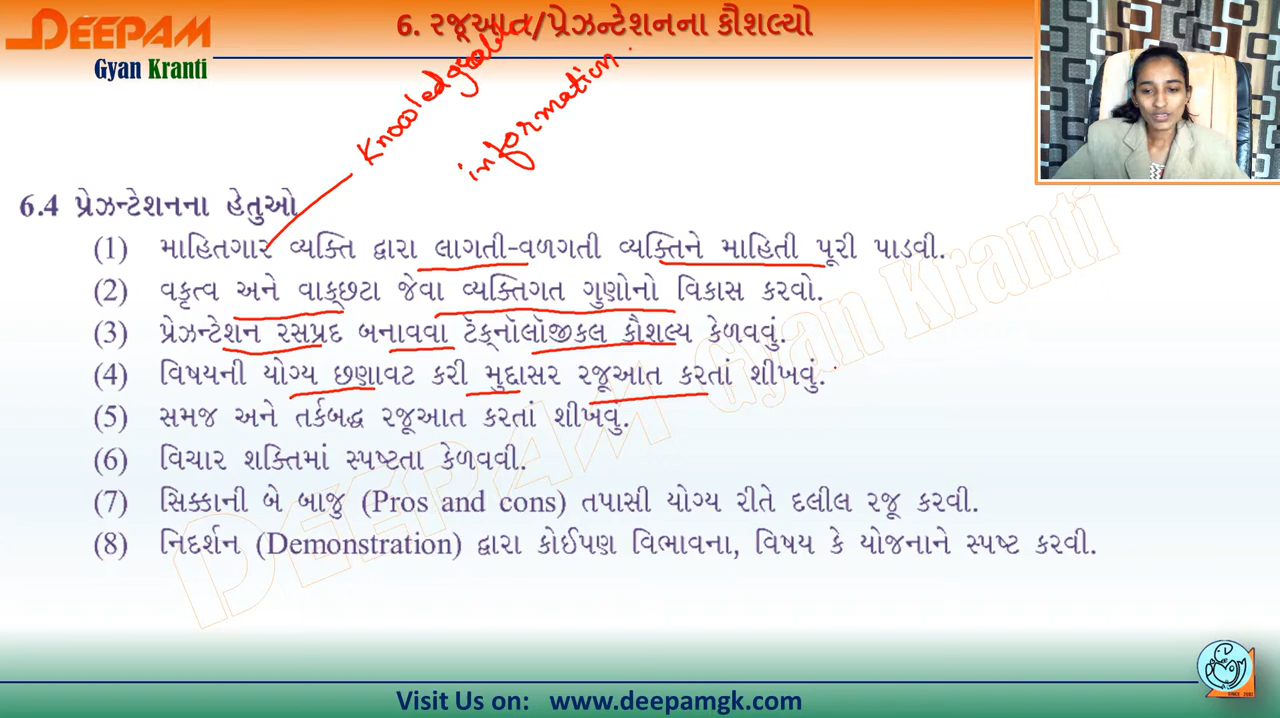 DEEPAM
Gyan Kranti
6. રજૂઆત/પ્રેઝન્ટેશનના કૌશલ્યો
Knowledgeable
information
6.4 પ્રેઝન્ટેશનના હેતુઓ
(1) માહિતગાર વ્યક્તિ દ્વારા લાગતી-વળગતી વ્યક્તિને માહિતી પૂરી પાડવી.
(2) વકૃત્વ અને વાક્છટા જેવા વ્યક્તિગત ગુણોનો વિકાસ કરવો.
(3) પ્રેઝન્ટેશન રસપ્રદ બનાવવા ટૅક્નૉલૉજીકલ કૌશલ્ય કેળવવું.
(4) વિષયની યોગ્ય છણાવટ કરી મુદ્દાસર રજૂઆત કરતાં શીખવું.
(5) સમજ અને તર્કબદ્ધ રજૂઆત કરતાં શીખવું.
(6) વિચાર શક્તિમાં સ્પષ્ટતા કેળવવી.
(7) સિક્કાની બે બાજુ (Pros and cons) તપાસી યોગ્ય રીતે દલીલ રજૂ કરવી.
(8) નિદર્શન (Demonstration) દ્વારા કોઈપણ વિભાવના, વિષય કે યોજનાને સ્પષ્ટ કરવી.
DEEPAM Gyan Kranti
Visit Us on: www.deepamgk.com